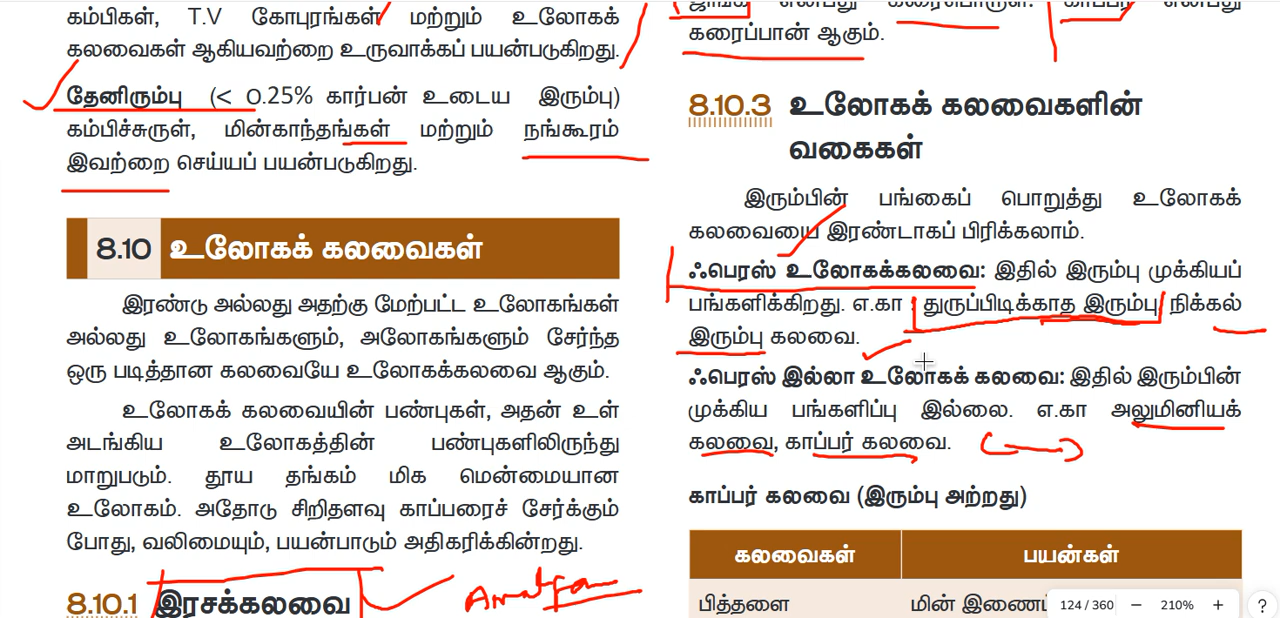 கம்பிகள், T.V கோபுரங்கள் மற்றும் உலோகக்
கலவைகள் ஆகியவற்றை உருவாக்கப் பயன்படுகிறது.
தேனிரும்பு (< 0.25% கார்பன் உடைய இரும்பு)
கம்பிச்சுருள், மின்காந்தங்கள் மற்றும் நங்கூரம்
இவற்றை செய்யப் பயன்படுகிறது.
8.10 உலோகக் கலவைகள்
இரண்டு அல்லது அதற்கு மேற்பட்ட உலோகங்கள்
அல்லது உலோகங்களும், அலோகங்களும் சேர்ந்த
ஒரு படித்தான கலவையே உலோகக்கலவை ஆகும்.
உலோகக் கலவையின் பண்புகள், அதன் உள்
அடங்கிய உலோகத்தின் பண்புகளிலிருந்து
மாறுபடும். தூய தங்கம் மிக மென்மையான
உலோகம். அதோடு சிறிதளவு காப்பரைச் சேர்க்கும்
போது, வலிமையும், பயன்பாடும் அதிகரிக்கின்றது.
8.10.1 இரசக்கலவை
கரைப்பான் ஆகும்.
8.10.3 உலோகக் கலவைகளின்
வகைகள்
இரும்பின் பங்கைப் பொறுத்து உலோகக்
கலவையை இரண்டாகப் பிரிக்கலாம்.
ஃபெரஸ் உலோகக்கலவை: இதில் இரும்பு முக்கியப்
பங்களிக்கிறது. எ.கா : துருப்பிடிக்காத இரும்பு, நிக்கல்
இரும்பு கலவை.
ஃபெரஸ் இல்லா உலோகக் கலவை: இதில் இரும்பின்
முக்கிய பங்களிப்பு இல்லை. எ.கா அலுமினியக்
கலவை, காப்பர் கலவை.
காப்பர் கலவை (இரும்பு அற்றது)
கலவைகள் பயன்கள்
பித்தளை மின் இணைப்
124 / 360 − 210% + ?